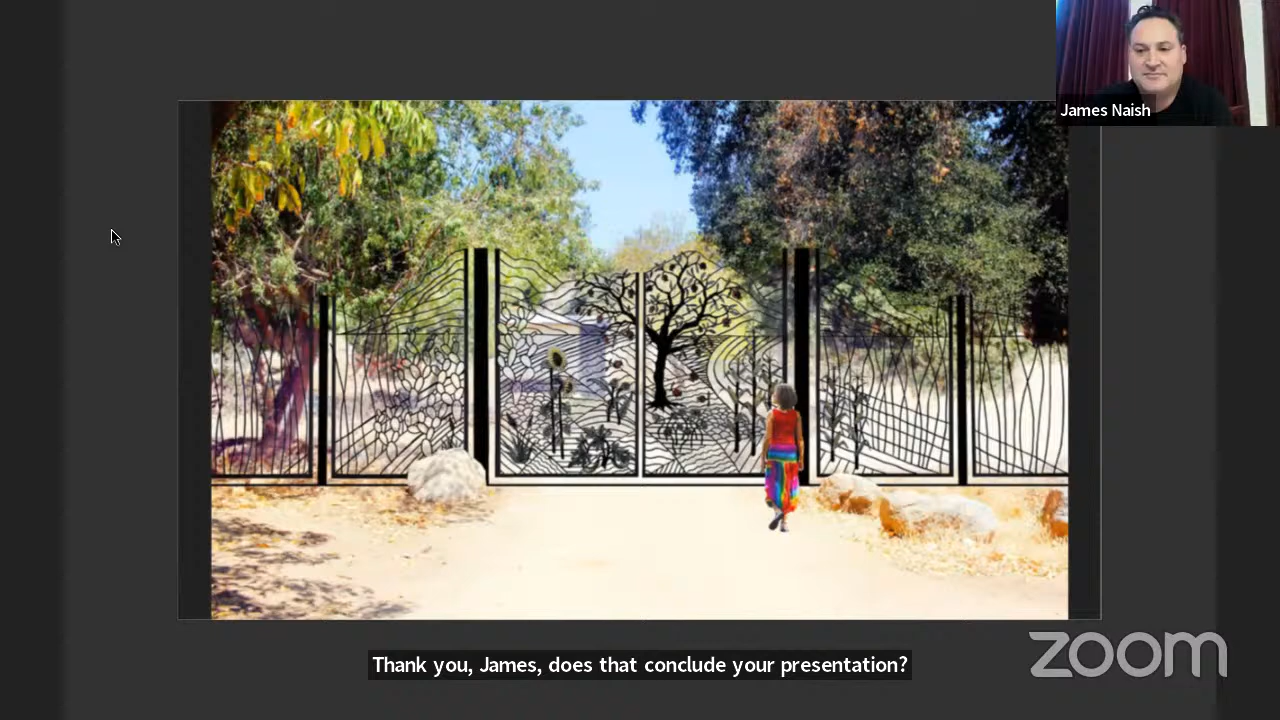 James Naish
Thank you, James, does that conclude your presentation?
zoom